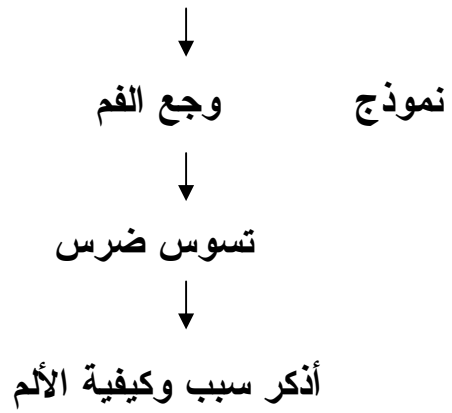 نموذج وجع الفم
تسوس ضرس
أذكر سبب وكيفية الألم